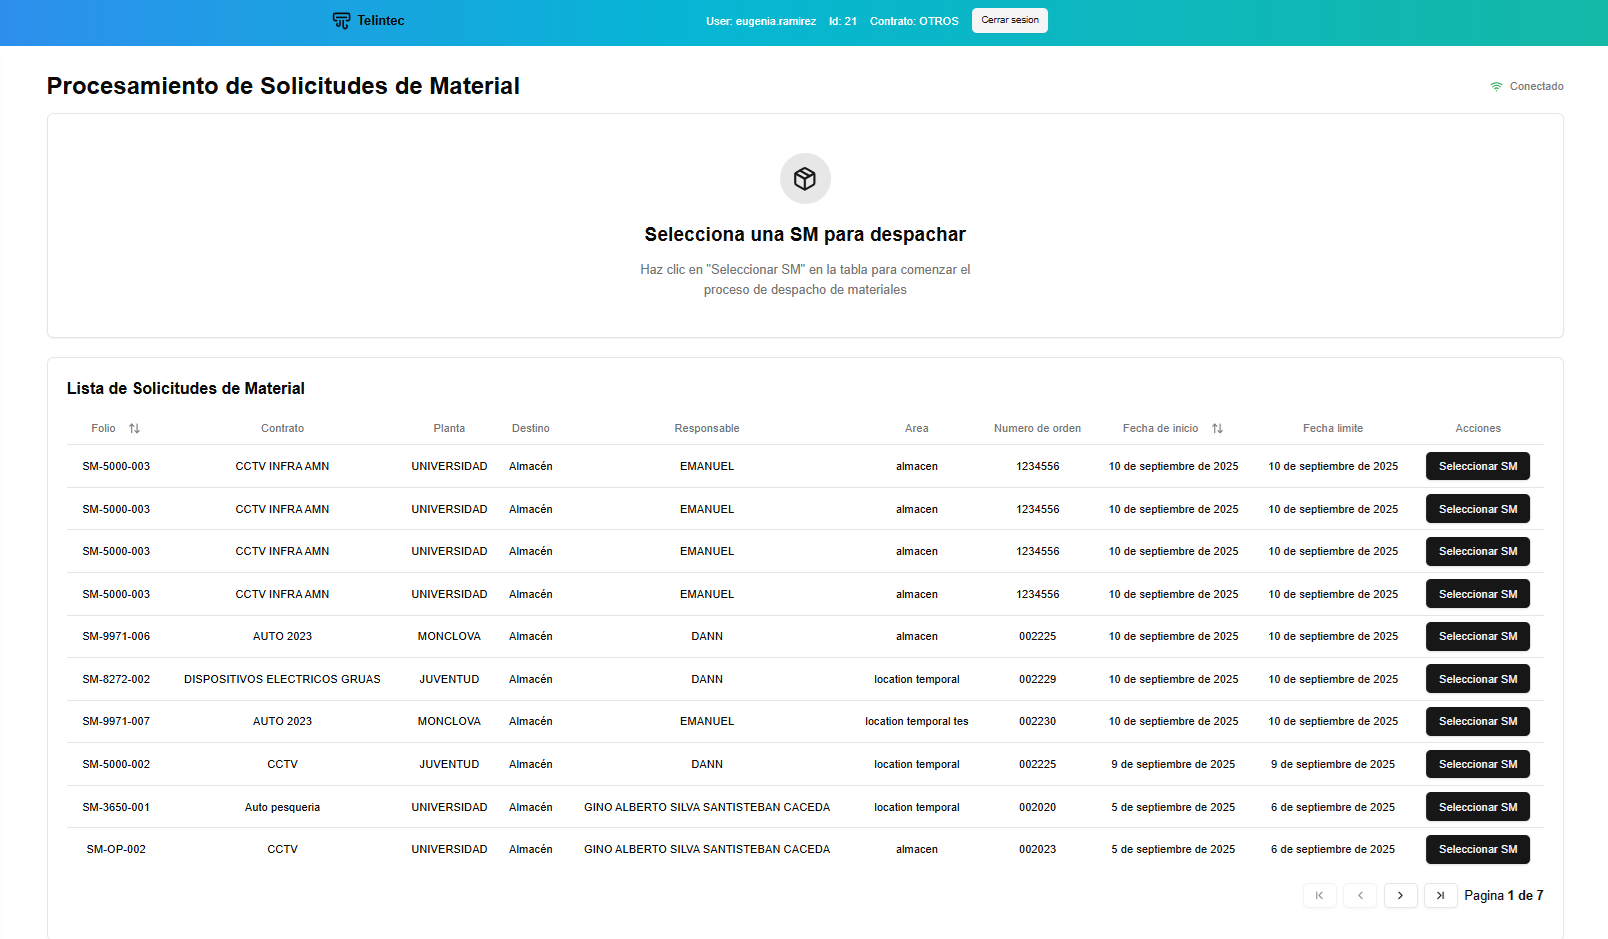 Telintec
User: eugenia.ramirez Id: 21 Contrato: OTROS Cerrar sesion
Procesamiento de Solicitudes de Material
Conectado
Selecciona una SM para despachar
Haz clic en "Seleccionar SM" en la tabla para comenzar el
proceso de despacho de materiales
Lista de Solicitudes de Material
Folio Contrato Planta Destino Responsable Area Numero de orden Fecha de inicio Fecha limite Acciones
SM-5000-003 CCTV INFRA AMN UNIVERSIDAD Almacén EMANUEL almacen 1234556 10 de septiembre de 2025 10 de septiembre de 2025 Seleccionar SM
SM-5000-003 CCTV INFRA AMN UNIVERSIDAD Almacén EMANUEL almacen 1234556 10 de septiembre de 2025 10 de septiembre de 2025 Seleccionar SM
SM-5000-003 CCTV INFRA AMN UNIVERSIDAD Almacén EMANUEL almacen 1234556 10 de septiembre de 2025 10 de septiembre de 2025 Seleccionar SM
SM-5000-003 CCTV INFRA AMN UNIVERSIDAD Almacén EMANUEL almacen 1234556 10 de septiembre de 2025 10 de septiembre de 2025 Seleccionar SM
SM-9971-006 AUTO 2023 MONCLOVA Almacén DANN almacen 002225 10 de septiembre de 2025 10 de septiembre de 2025 Seleccionar SM
SM-8272-002 DISPOSITIVOS ELECTRICOS GRUAS JUVENTUD Almacén DANN location temporal 002229 10 de septiembre de 2025 10 de septiembre de 2025 Seleccionar SM
SM-9971-007 AUTO 2023 MONCLOVA Almacén EMANUEL location temporal tes 002230 10 de septiembre de 2025 10 de septiembre de 2025 Seleccionar SM
SM-5000-002 CCTV JUVENTUD Almacén DANN location temporal 002225 9 de septiembre de 2025 9 de septiembre de 2025 Seleccionar SM
SM-3650-001 Auto pesqueria UNIVERSIDAD Almacén GINO ALBERTO SILVA SANTISTEBAN CACEDA location temporal 002020 5 de septiembre de 2025 6 de septiembre de 2025 Seleccionar SM
SM-OP-002 CCTV UNIVERSIDAD Almacén GINO ALBERTO SILVA SANTISTEBAN CACEDA almacen 002023 5 de septiembre de 2025 6 de septiembre de 2025 Seleccionar SM
Pagina 1 de 7